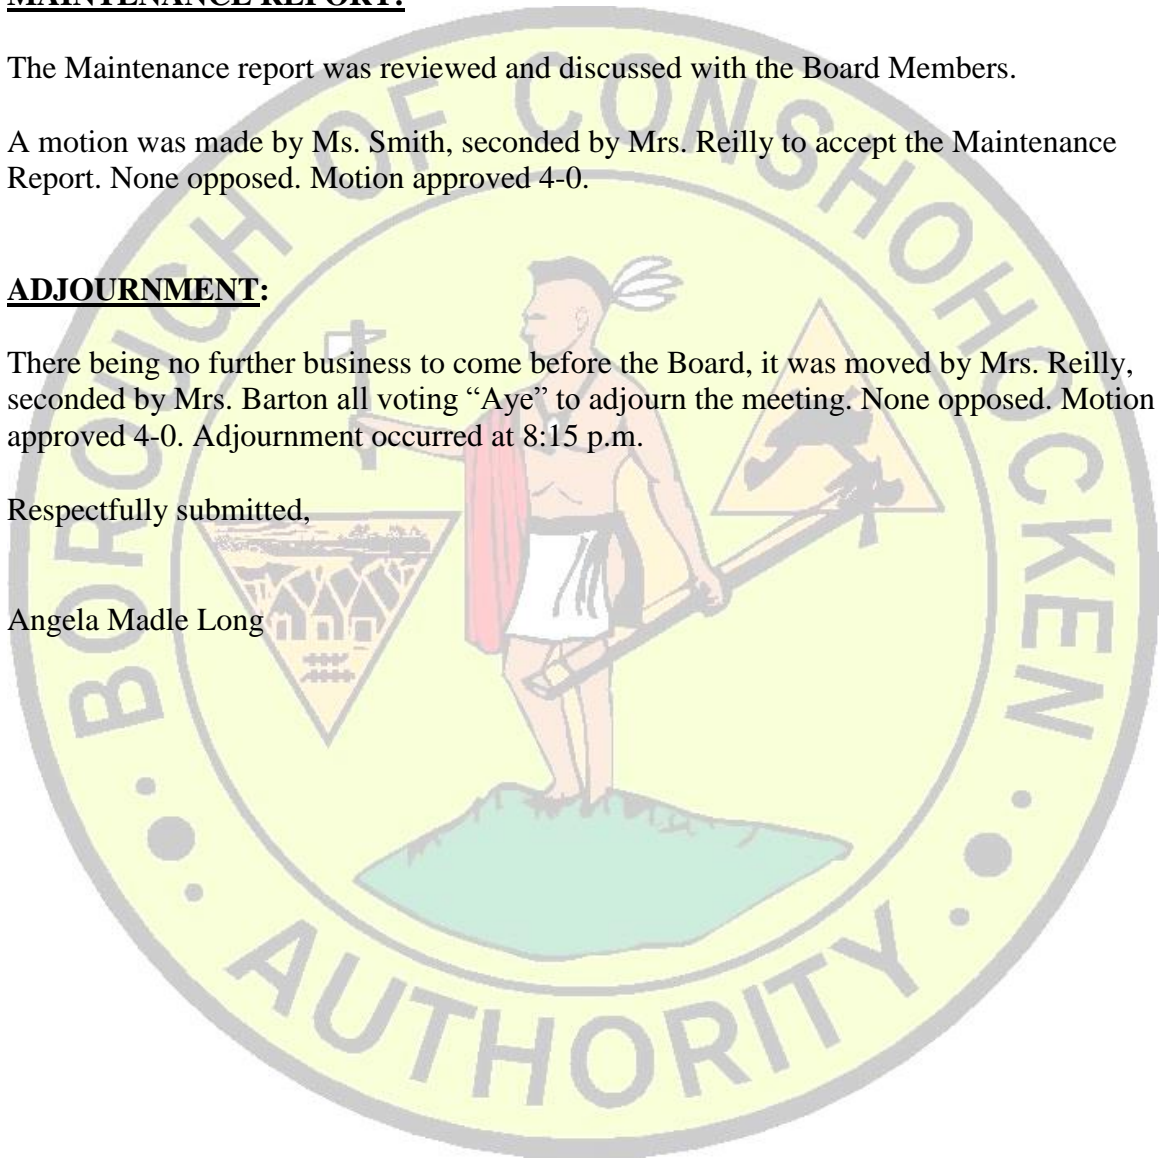 MAINTENANCE REPORT:
The Maintenance report was reviewed and discussed with the Board Members.
A motion was made by Ms. Smith, seconded by Mrs. Reilly to accept the Maintenance
Report. None opposed. Motion approved 4-0.
ADJOURNMENT:
There being no further business to come before the Board, it was moved by Mrs. Reilly,
seconded by Mrs. Barton all voting “Aye” to adjourn the meeting. None opposed. Motion
approved 4-0. Adjournment occurred at 8:15 p.m.
Respectfully submitted,
Angela Madle Long
BOROUGH OF CONSHOHOCKEN
AUTHORITY